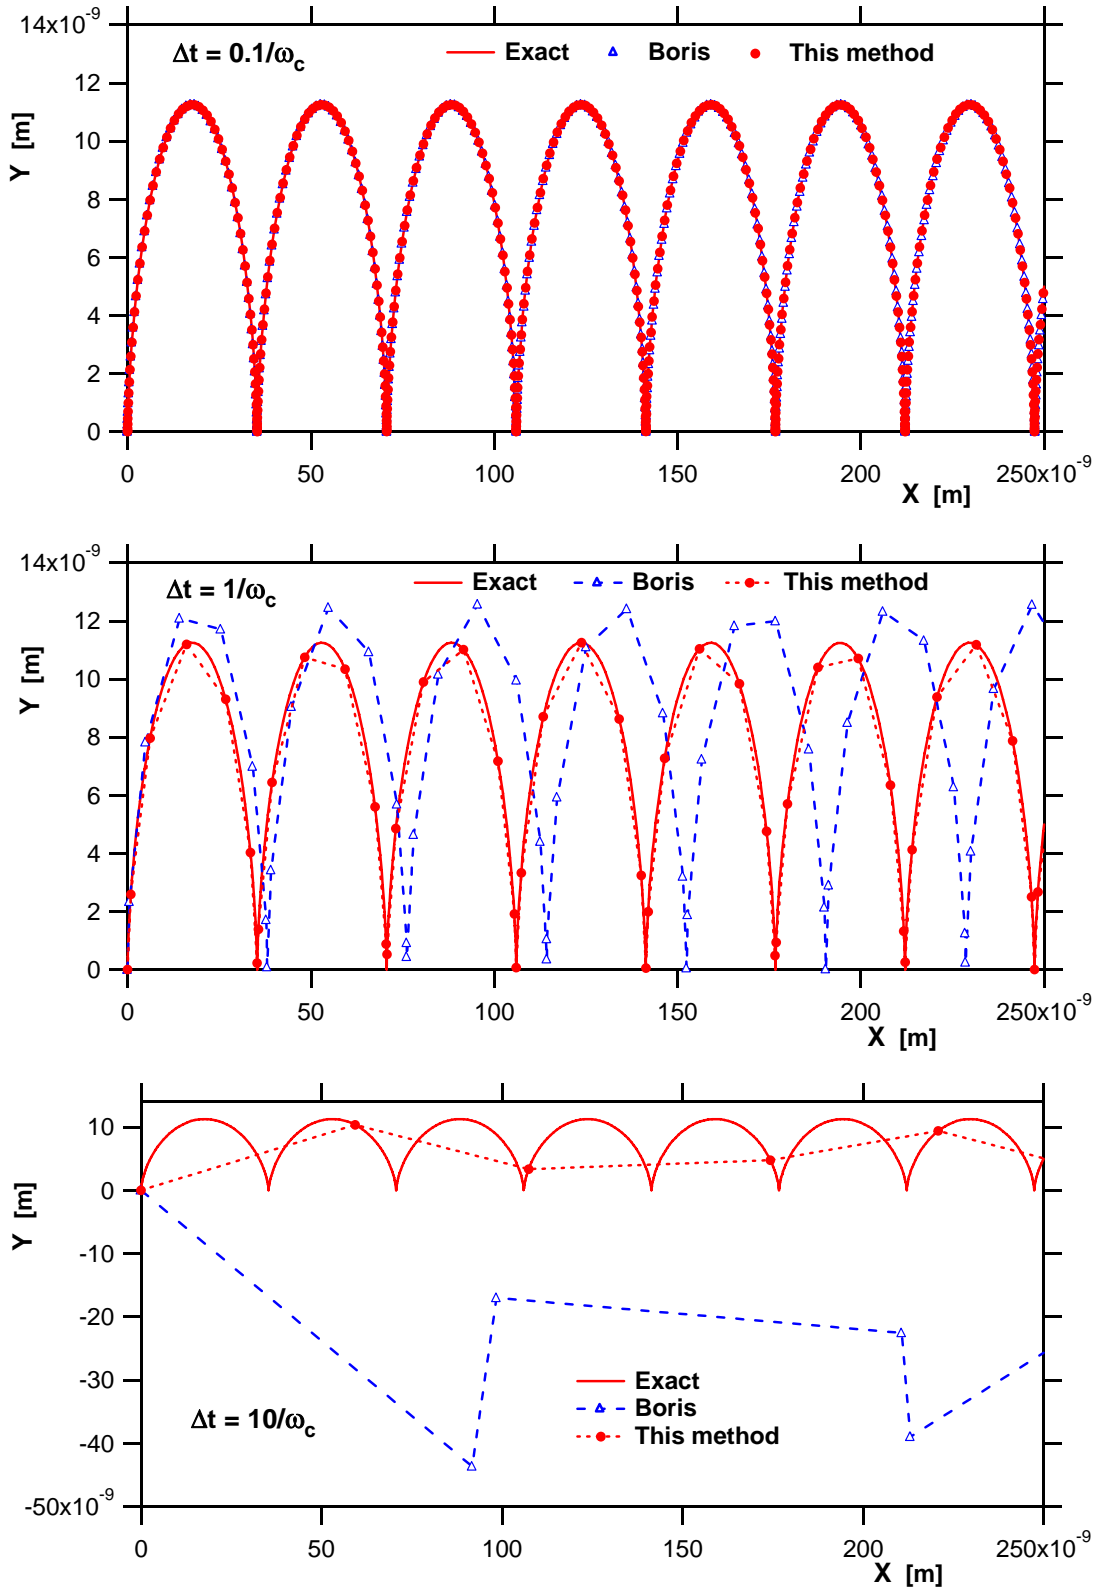 14x10⁻⁹
Δt = 0.1/ωc
Exact Boris This method
12
10
8
6
4
2
0
Y [m]
0 50 100 150 200 250x10⁻⁹
X [m]
14x10⁻⁹
Δt = 1/ωc
Exact Boris This method
12
10
8
6
4
2
0
Y [m]
0 50 100 150 200 250x10⁻⁹
X [m]
10
0
-10
-20
-30
-40
-50x10⁻⁹
Y [m]
Exact
Boris
This method
Δt = 10/ωc
0 50 100 150 200 250x10⁻⁹
X [m]